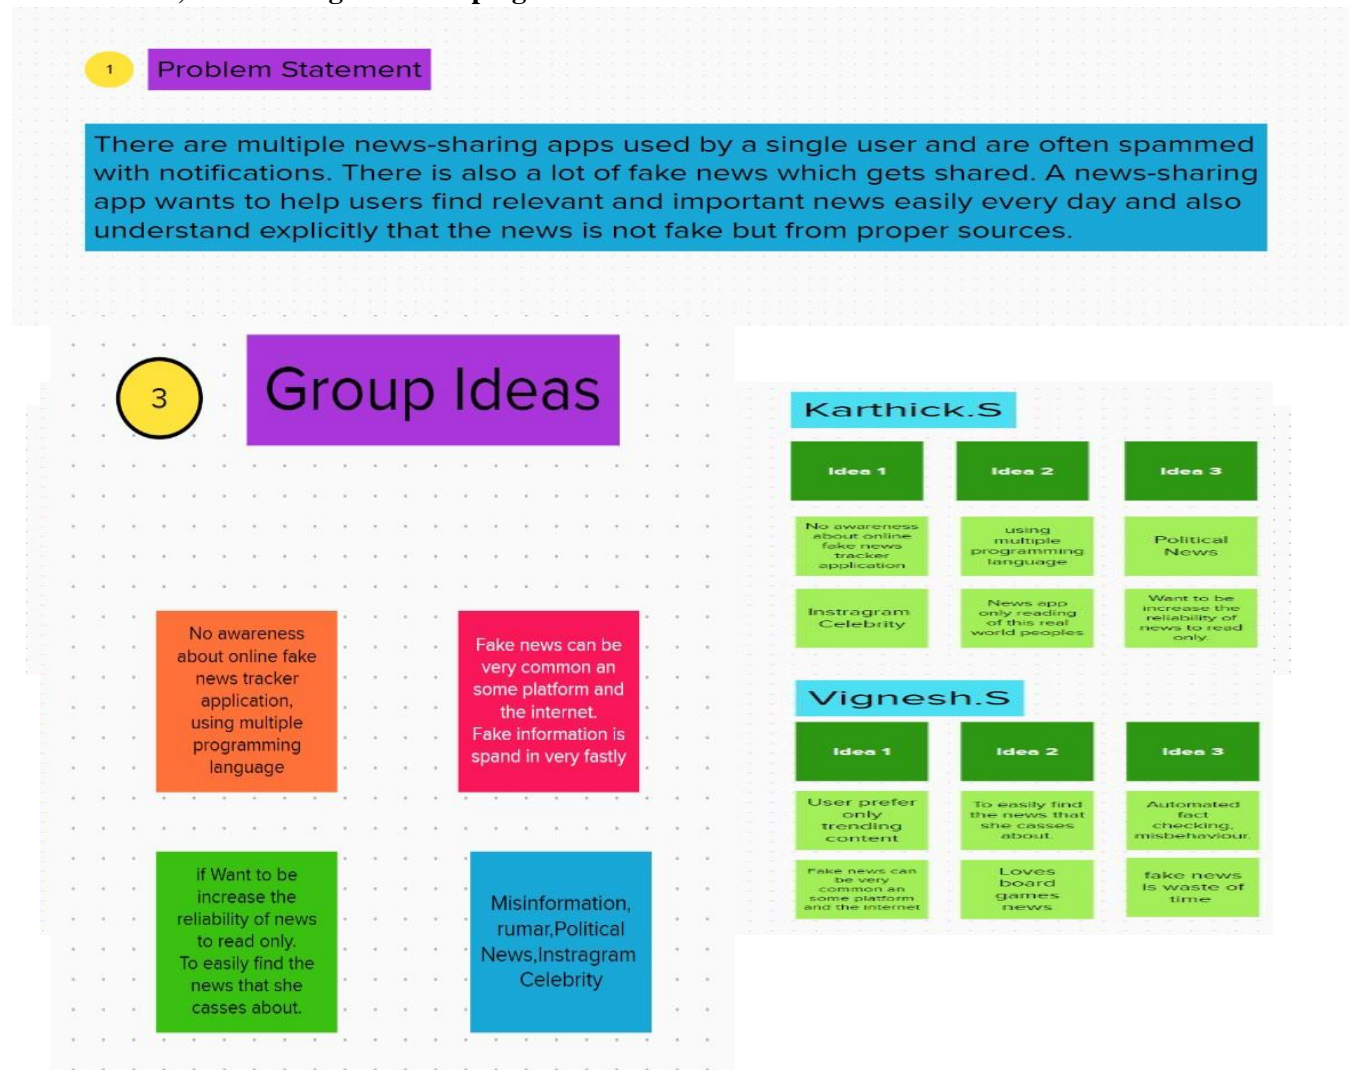 1
Problem Statement
There are multiple news-sharing apps used by a single user and are often spammed
with notifications. There is also a lot of fake news which gets shared. A news-sharing
app wants to help users find relevant and important news easily every day and also
understand explicitly that the news is not fake but from proper sources.
3
Group Ideas
No awareness
about online fake
news tracker
application,
using multiple
programming
language
Fake news can be
very common an
some platform and
the internet.
Fake information is
spand in very fastly
if Want to be
increase the
reliability of news
to read only.
To easily find the
news that she
casses about.
Misinformation,
rumar,Political
News,Instragram
Celebrity
Karthick.S
Idea 1
Idea 2
Idea 3
No awareness
about online
fake news
tracker
application
using
multiple
programming
language
Political
News
Instragram
Celebrity
News app
only reading
of this real
world peoples
Want to be
increase the
reliability of
news to read
only.
Vignesh.S
Idea 1
Idea 2
Idea 3
User prefer
only
trending
content
To easily find
the news that
she casses
about.
Automated
fact
checking,
misbehaviour.
Fake news can
be very
common an
some platform
and the internet
Loves
board
games
news
fake news
is waste of
time